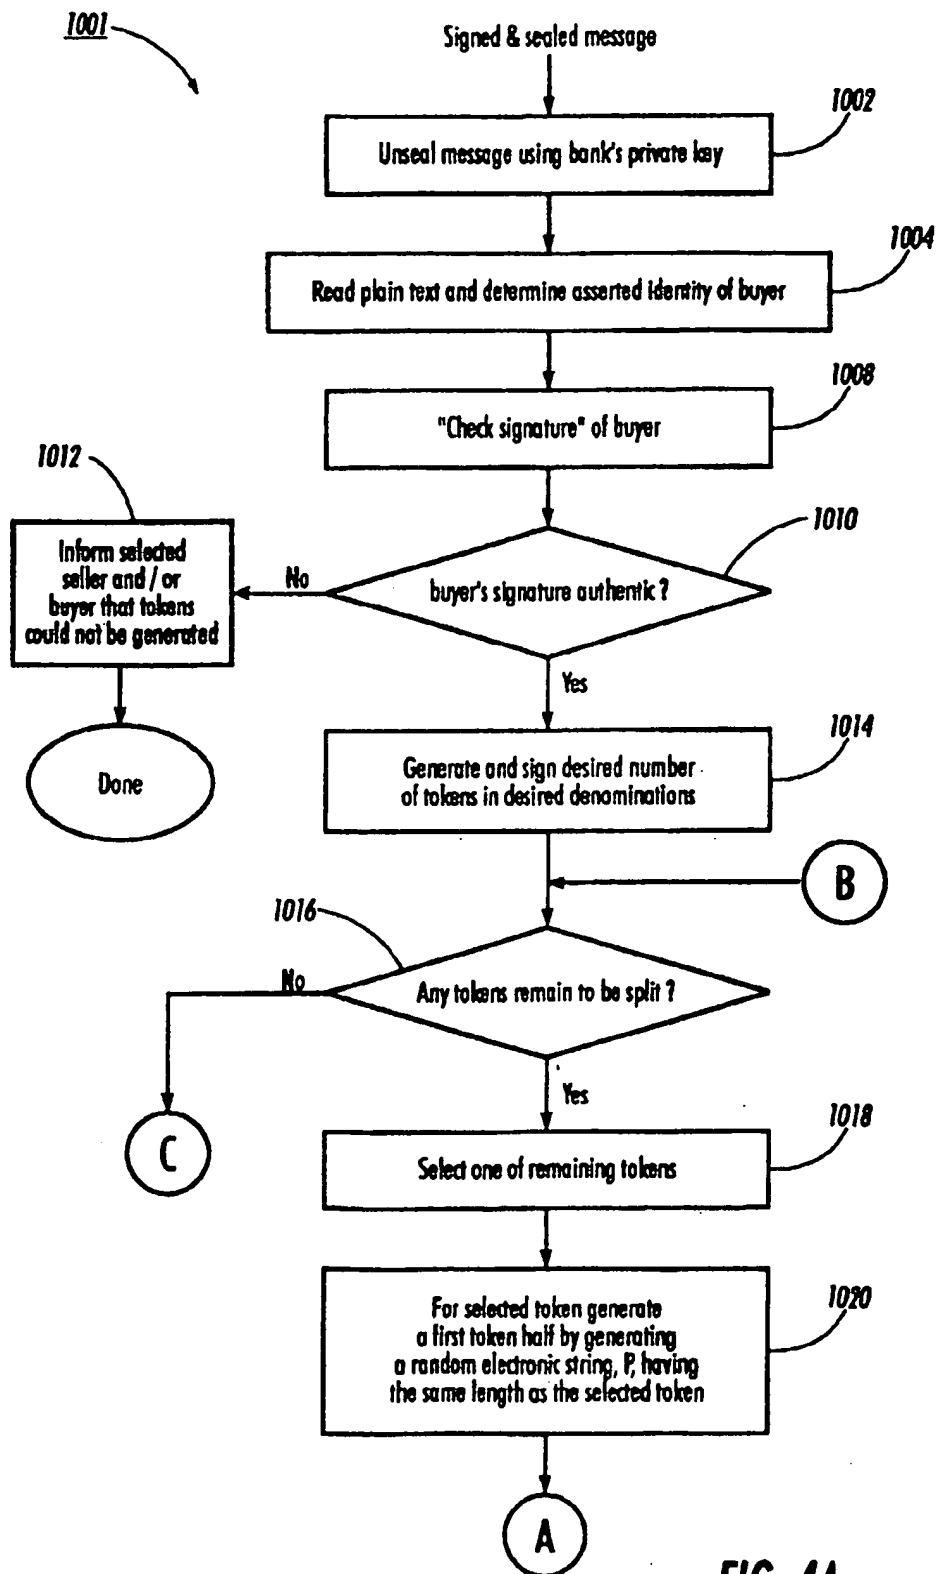 1001
Signed & sealed message
1002
Unseal message using bank's private key
1004
Read plain text and determine asserted identity of buyer
1008
"Check signature" of buyer
1012
1010
Inform selected
seller and / or
buyer that tokens
could not be generated
No
buyer's signature authentic ?
Yes
1014
Done
Generate and sign desired number
of tokens in desired denominations
B
1016
No
Any tokens remain to be split ?
Yes
C
1018
Select one of remaining tokens
1020
For selected token generate
a first token half by generating
a random electronic string, P, having
the same length as the selected token
A
FIG. 4A